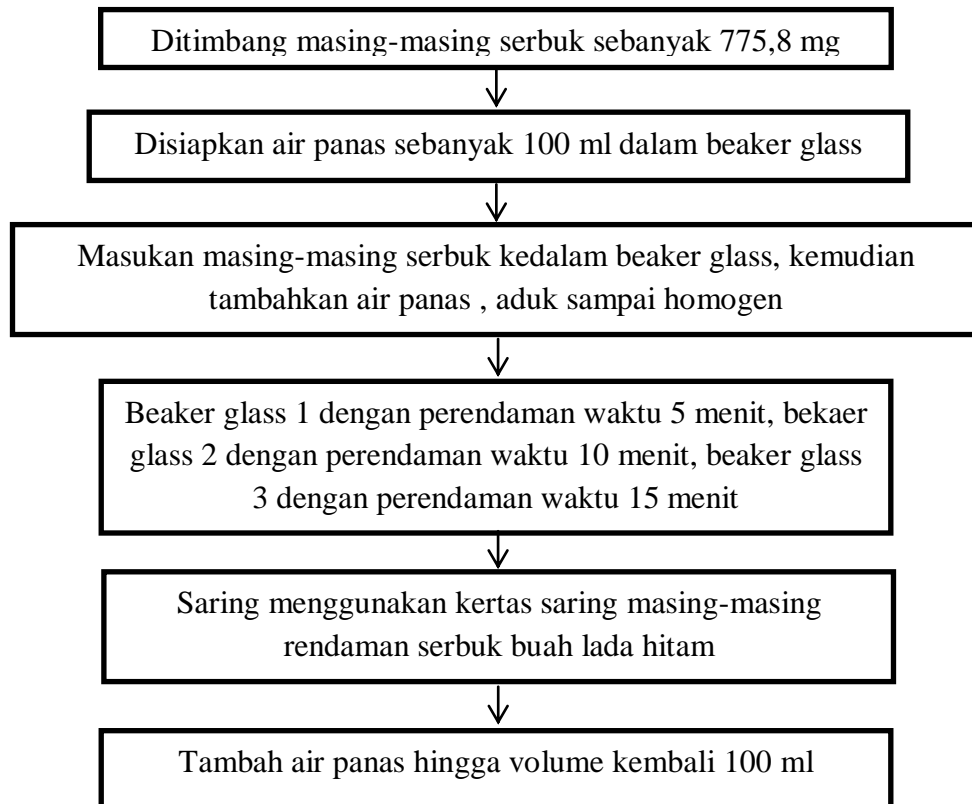 Ditimbang masing-masing serbuk sebanyak 775,8 mg
Disiapkan air panas sebanyak 100 ml dalam beaker glass
Masukan masing-masing serbuk kedalam beaker glass, kemudian
tambahkan air panas , aduk sampai homogen
Beaker glass 1 dengan perendaman waktu 5 menit, bekaer
glass 2 dengan perendaman waktu 10 menit, beaker glass
3 dengan perendaman waktu 15 menit
Saring menggunakan kertas saring masing-masing
rendaman serbuk buah lada hitam
Tambah air panas hingga volume kembali 100 ml